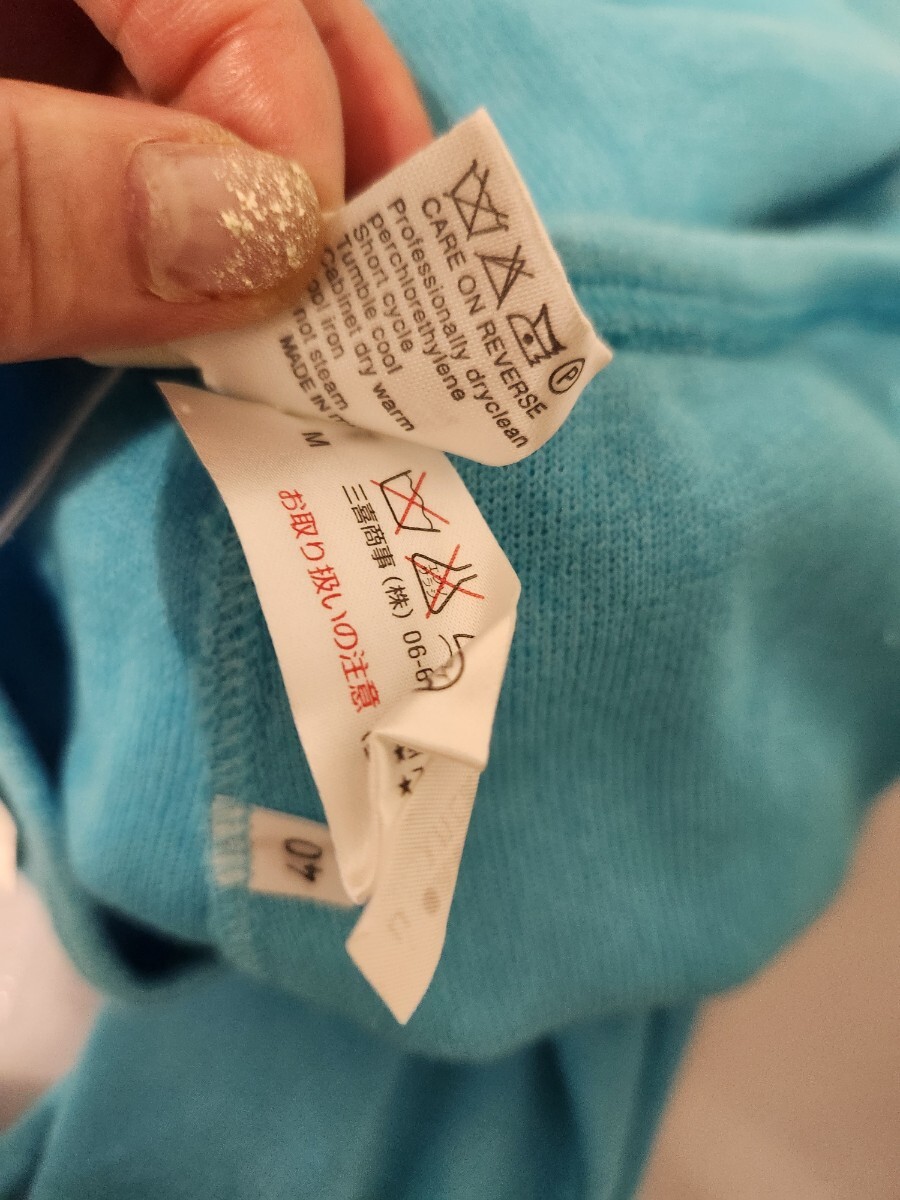 P
CARE ON REVERSE
Professionally dryclean
perchlorethylene
Short cycle
Tumble cool
Cabinet dry warm
iron
not steam
MADE IN
M
三喜商事(株) 06-6
お取り扱いの注意
40